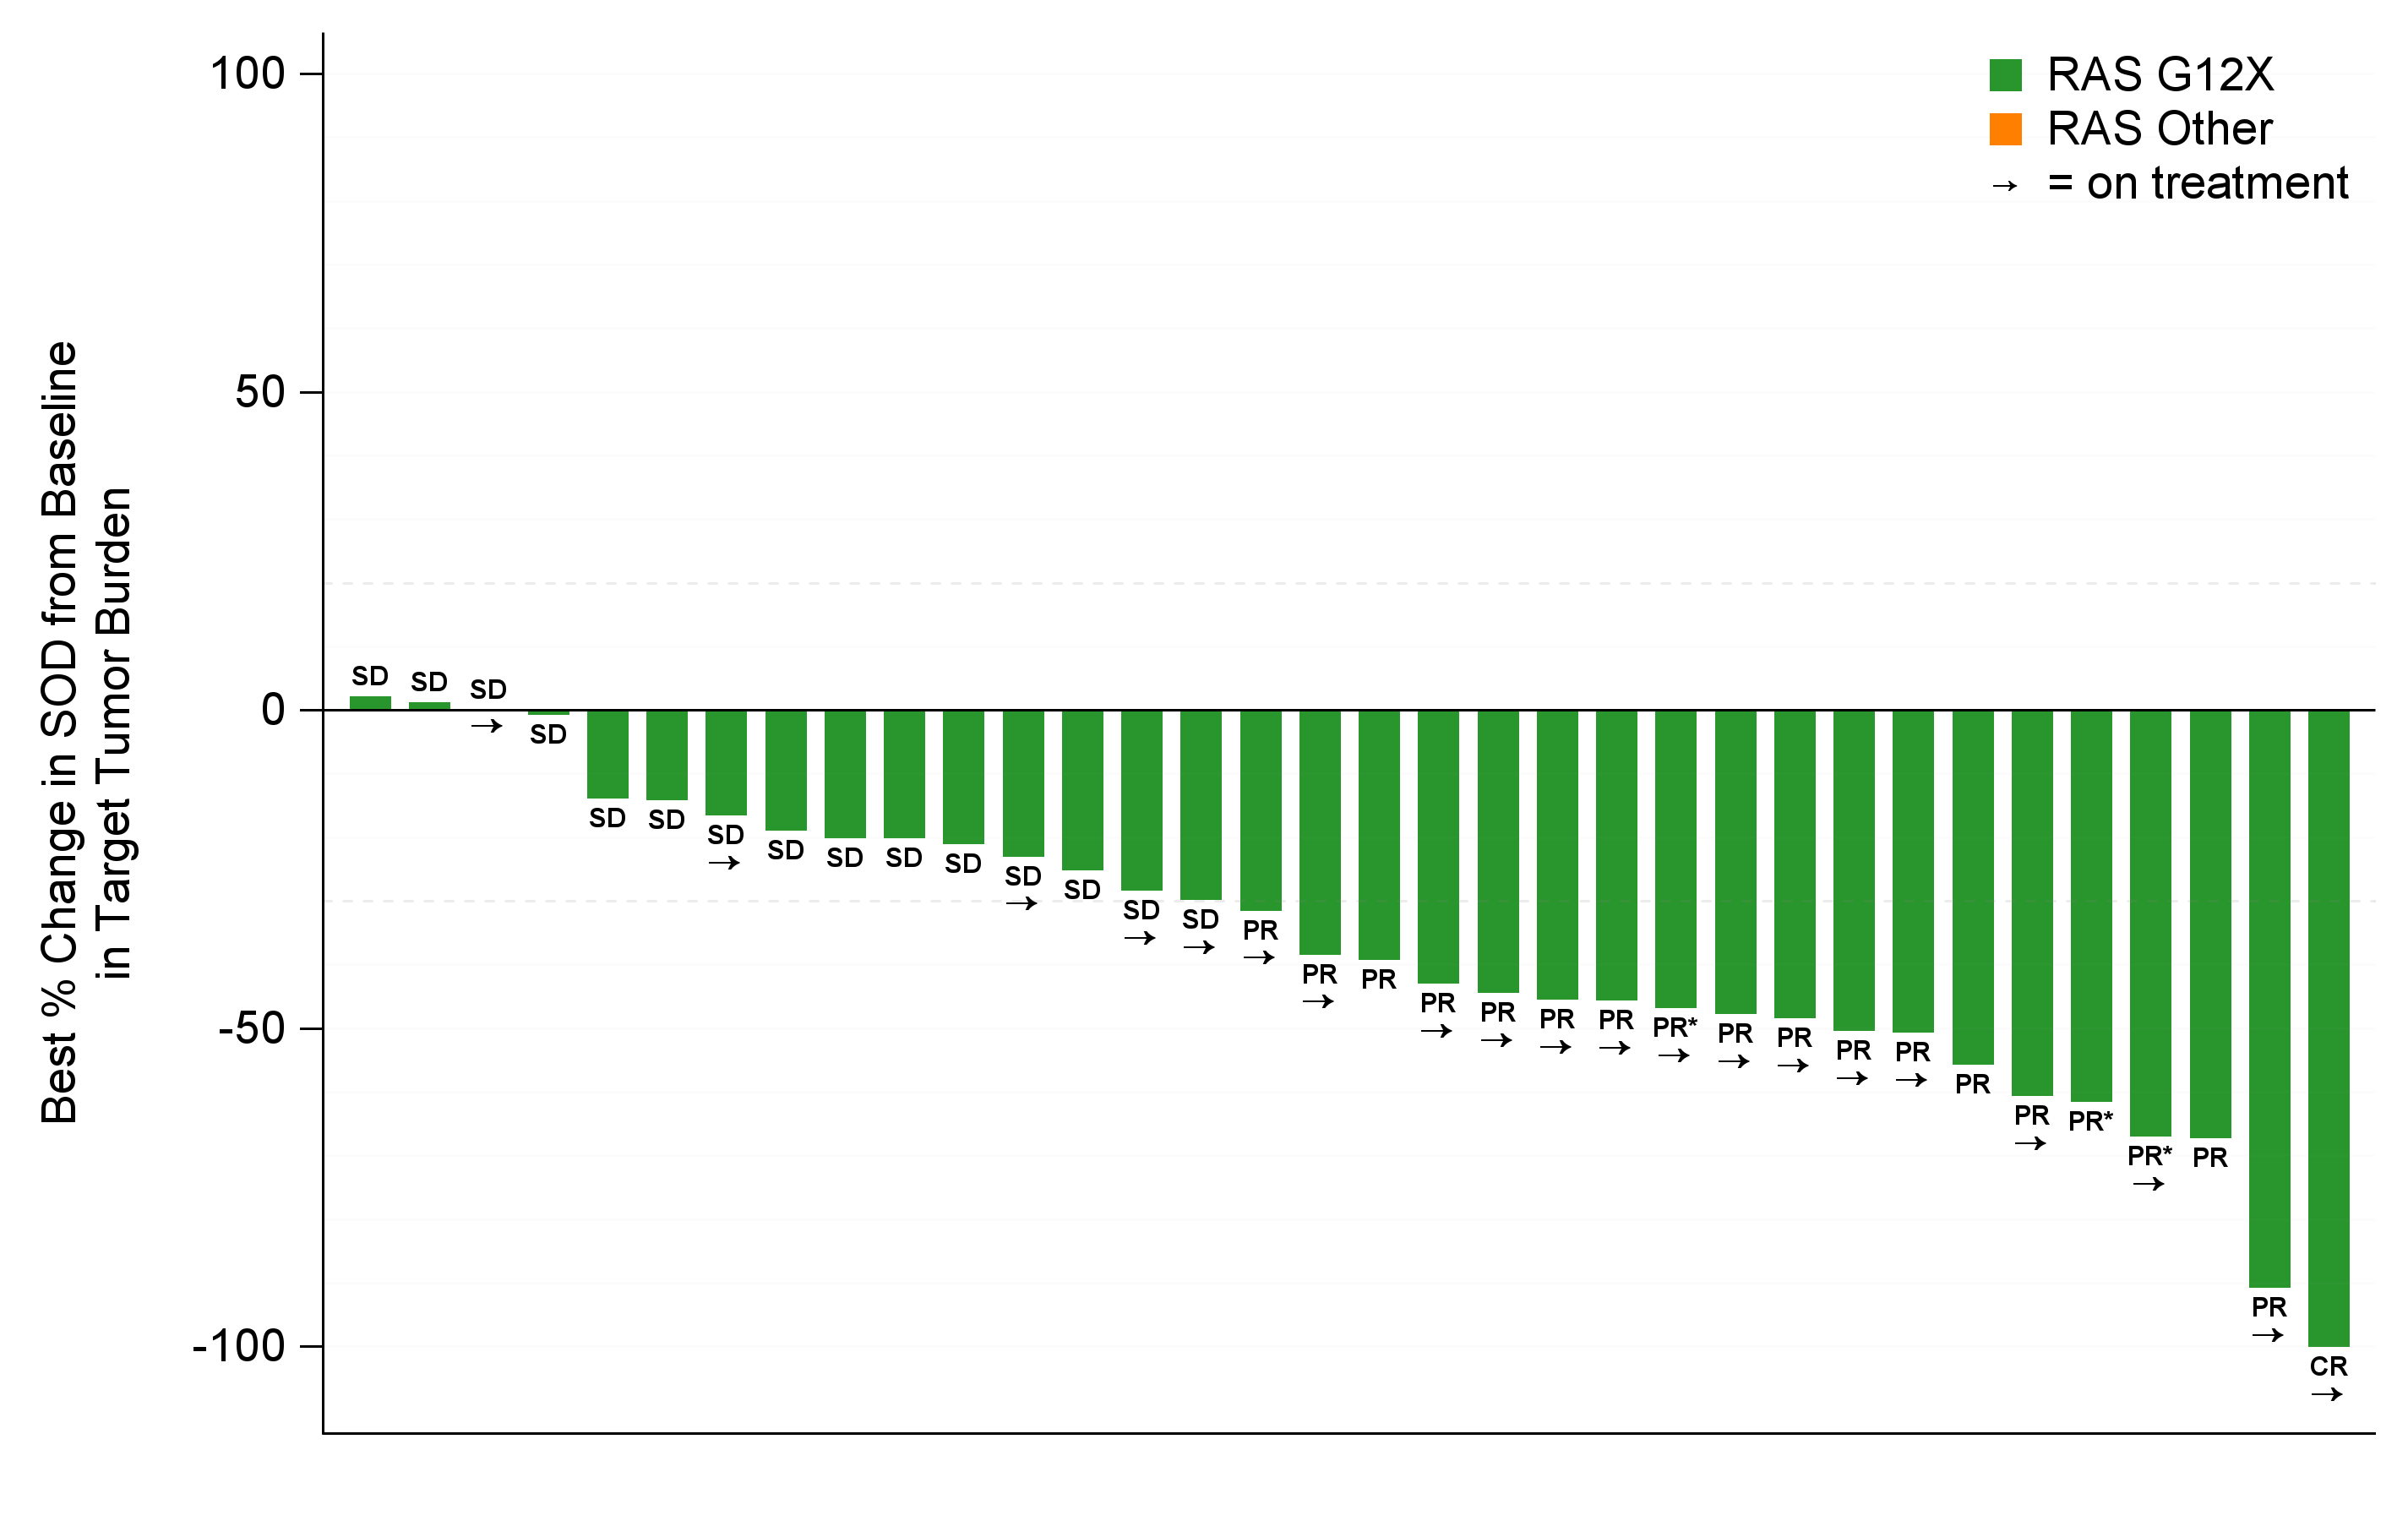 100
50
0
-50
-100
Best % Change in SOD from Baseline
in Target Tumor Burden
RAS G12X
RAS Other
→ = on treatment
SD
SD
SD
→
SD
SD
SD
SD
→
SD
SD
SD
SD
SD
→
SD
SD
→
SD
→
PR
→
PR
→
PR
PR
→
PR
→
PR
→
PR
→
PR*
→
PR
→
PR
→
PR
→
PR
→
PR
PR
→
PR*
PR*
→
PR
PR
→
CR
→